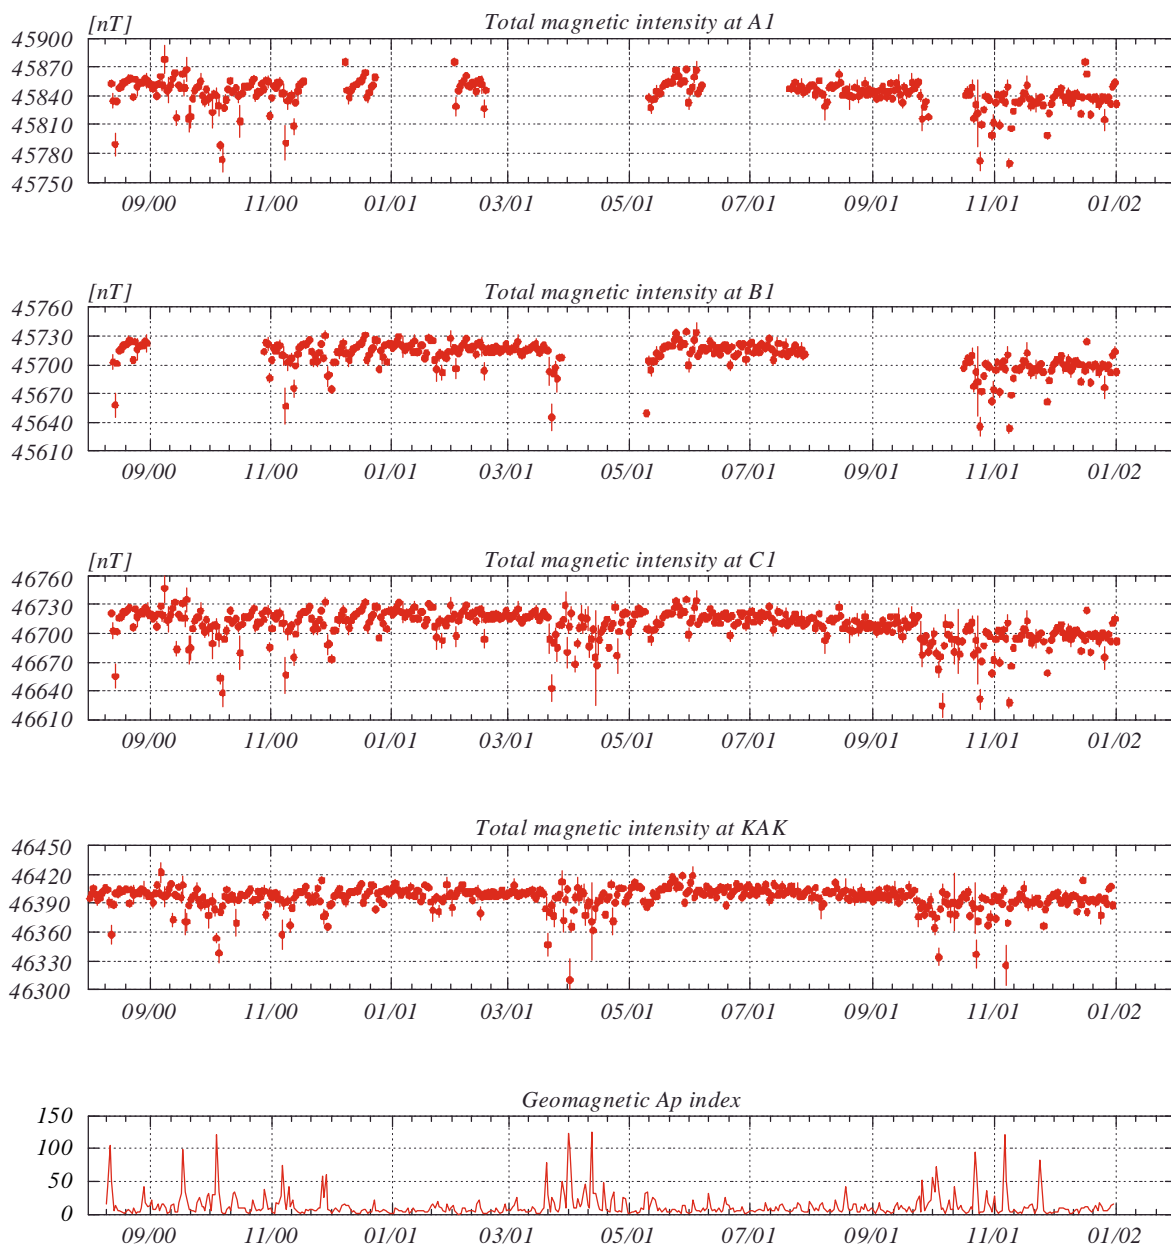 [nT] Total magnetic intensity at A1
45900
45870
45840
45810
45780
45750
09/00 11/00 01/01 03/01 05/01 07/01 09/01 11/01 01/02
[nT] Total magnetic intensity at B1
45760
45730
45700
45670
45640
45610
09/00 11/00 01/01 03/01 05/01 07/01 09/01 11/01 01/02
[nT] Total magnetic intensity at C1
46760
46730
46700
46670
46640
46610
09/00 11/00 01/01 03/01 05/01 07/01 09/01 11/01 01/02
Total magnetic intensity at KAK
46450
46420
46390
46360
46330
46300
09/00 11/00 01/01 03/01 05/01 07/01 09/01 11/01 01/02
Geomagnetic Ap index
150
100
50
0
09/00 11/00 01/01 03/01 05/01 07/01 09/01 11/01 01/02